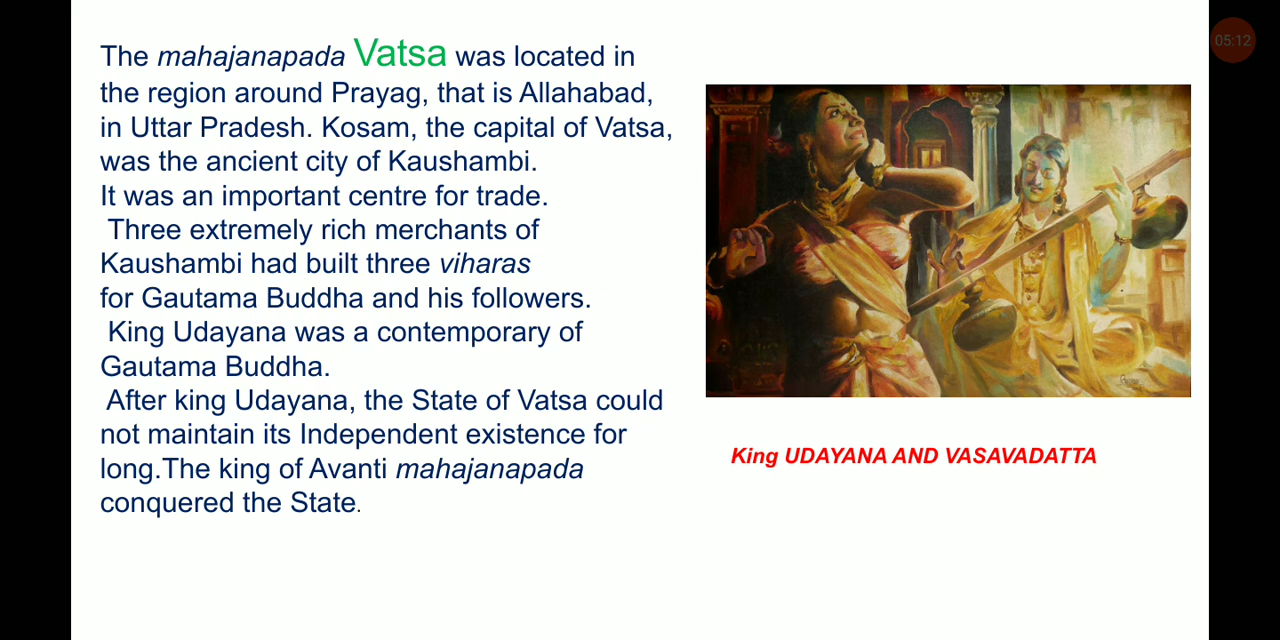 The mahajanapada Vatsa was located in
the region around Prayag, that is Allahabad,
in Uttar Pradesh. Kosam, the capital of Vatsa,
was the ancient city of Kaushambi.
It was an important centre for trade.
Three extremely rich merchants of
Kaushambi had built three viharas
for Gautama Buddha and his followers.
King Udayana was a contemporary of
Gautama Buddha.
After king Udayana, the State of Vatsa could
not maintain its Independent existence for
long.The king of Avanti mahajanapada
conquered the State.
King UDAYANA AND VASAVADATTA
05:12